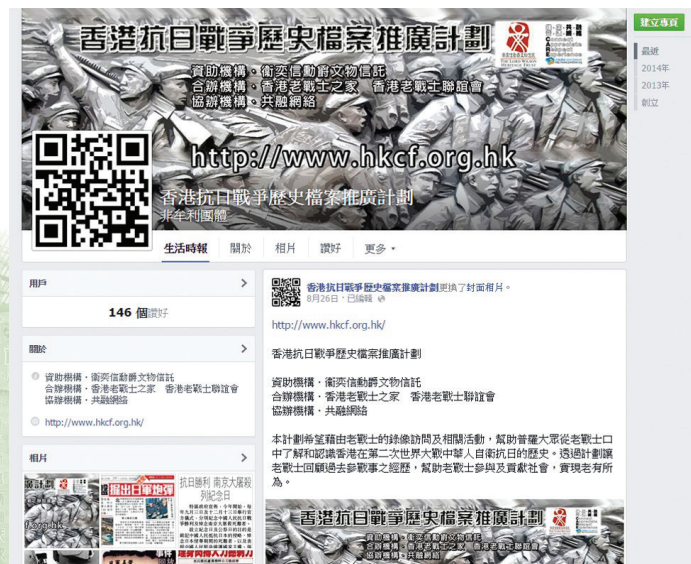 香港抗日戰爭歷史檔案推廣計劃
資助機構・衞奕信勳爵文物信託
合辦機構・香港老戰士之家　香港老戰士聯誼會
協辦機構・共融網絡
http://www.hkcf.org.hk
香港抗日戰爭歷史檔案推廣計劃
非牟利團體
建立專頁
最近
2014年
2013年
創立
生活時報
關於
相片
讚好
更多
用戶
146 個讚好
關於
資助機構・衞奕信勳爵文物信託
合辦機構・香港老戰士之家　香港老戰士聯誼會
協辦機構・共融網絡
http://www.hkcf.org.hk/
相片
抗日勝利 南京大屠殺
列紀念日
掘出日軍炮彈
香港抗日戰爭歷史檔案推廣計劃更換了封面相片。
8月26日・已編輯
http://www.hkcf.org.hk/
香港抗日戰爭歷史檔案推廣計劃
資助機構・衞奕信勳爵文物信託
合辦機構・香港老戰士之家　香港老戰士聯誼會
協辦機構・共融網絡
本計劃希望藉由老戰士的錄像訪問及相關活動，幫助普羅大眾從老戰士口
中了解和認識香港在第二次世界大戰中華人自衛抗日的歷史。透過計劃讓
老戰士回顧過去參戰事之經歷，幫助老戰士參與及貢獻社會，實現老有所
為。
香港抗日戰爭歷史檔案推廣計劃
資助機構・衞奕信勳爵文物信託
合辦機構・香港老戰士之家　香港老戰士聯誼會
協辦機構・共融網絡